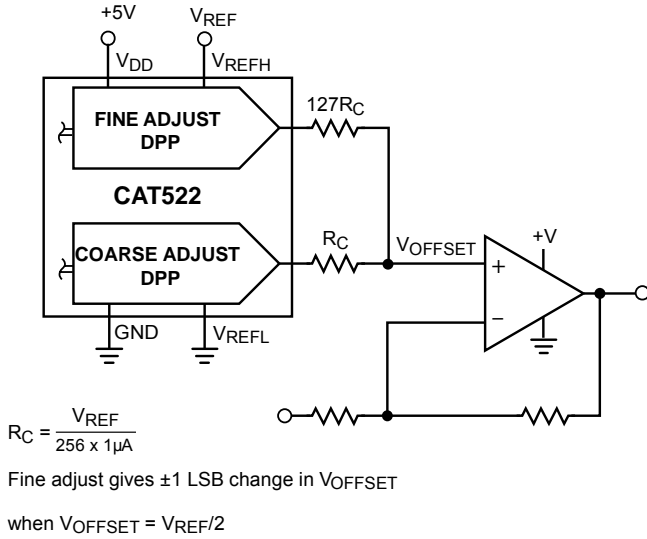 +5V
VREF
VDD
VREFH
FINE ADJUST
DPP
127RC
CAT522
COARSE ADJUST
DPP
RC
VOFFSET
+V
+
−
GND
VREFL
RC = VREF / 256 x 1µA
Fine adjust gives ±1 LSB change in VOFFSET
when VOFFSET = VREF/2